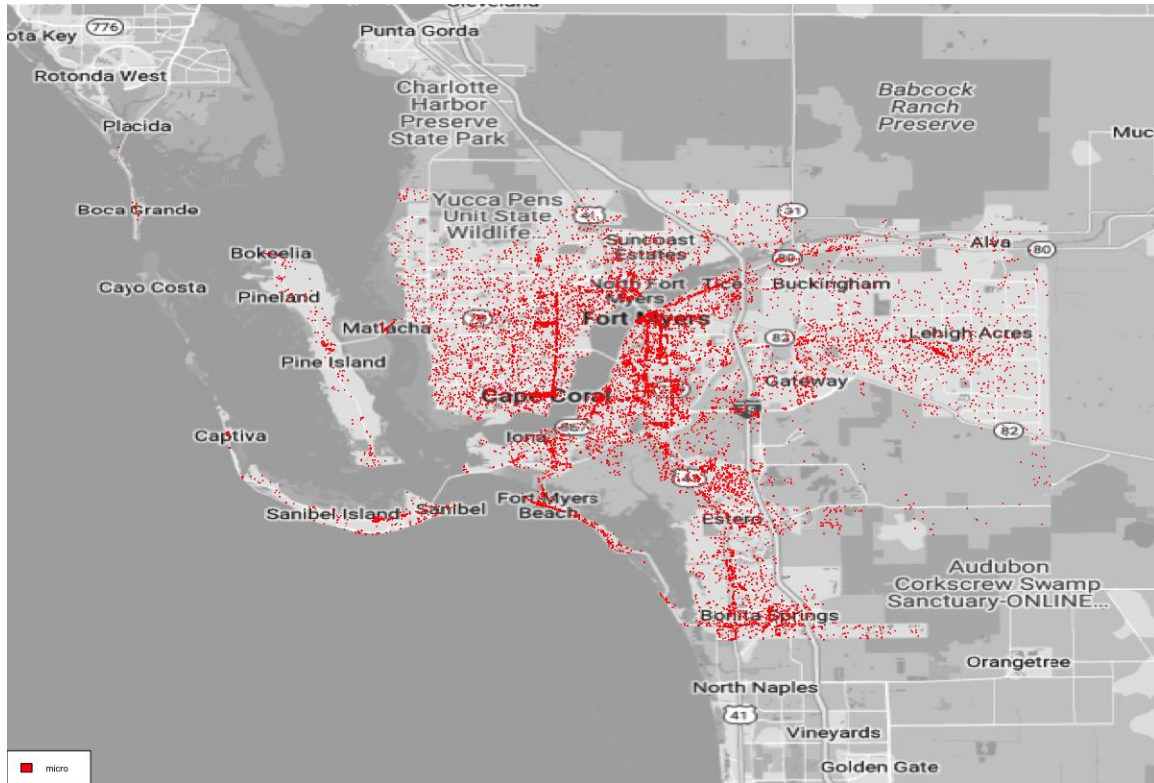 Cleveland
776
ota Key
Punta Gorda
Rotonda West
Charlotte
Harbor
Preserve
State Park
Babcock
Ranch
Preserve
Placida
Muc
Boca Grande
Yucca Pens
Unit State
Wildlife...
41
31
Suncoast
Estates
Alva
80
Bokeelia
80
Cayo Costa
Pineland
North Fort
Myers
Tice
Buckingham
Matlacha
Fort Myers
82
Lehigh Acres
Pine Island
Gateway
Cape Coral
Captiva
Iona
867
82
41
Fort Myers
Beach
Sanibel Island
Sanibel
Estero
Audubon
Corkscrew Swamp
Sanctuary-ONLINE...
Bonita Springs
Orangetree
North Naples
41
Vineyards
Golden Gate
micro